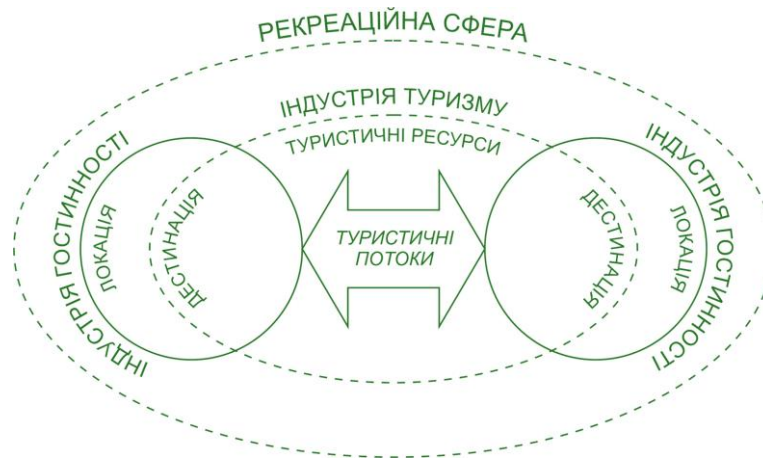 РЕКРЕАЦІЙНА СФЕРА
ІНДУСТРІЯ ТУРИЗМУ
ТУРИСТИЧНІ РЕСУРСИ
ІНДУСТРІЯ ГОСТИННОСТІ
ЛОКАЦІЯ
ДЕСТИНАЦІЯ
ТУРИСТИЧНІ
ПОТОКИ
ДЕСТИНАЦІЯ
ЛОКАЦІЯ
ІНДУСТРІЯ ГОСТИННОСТІ